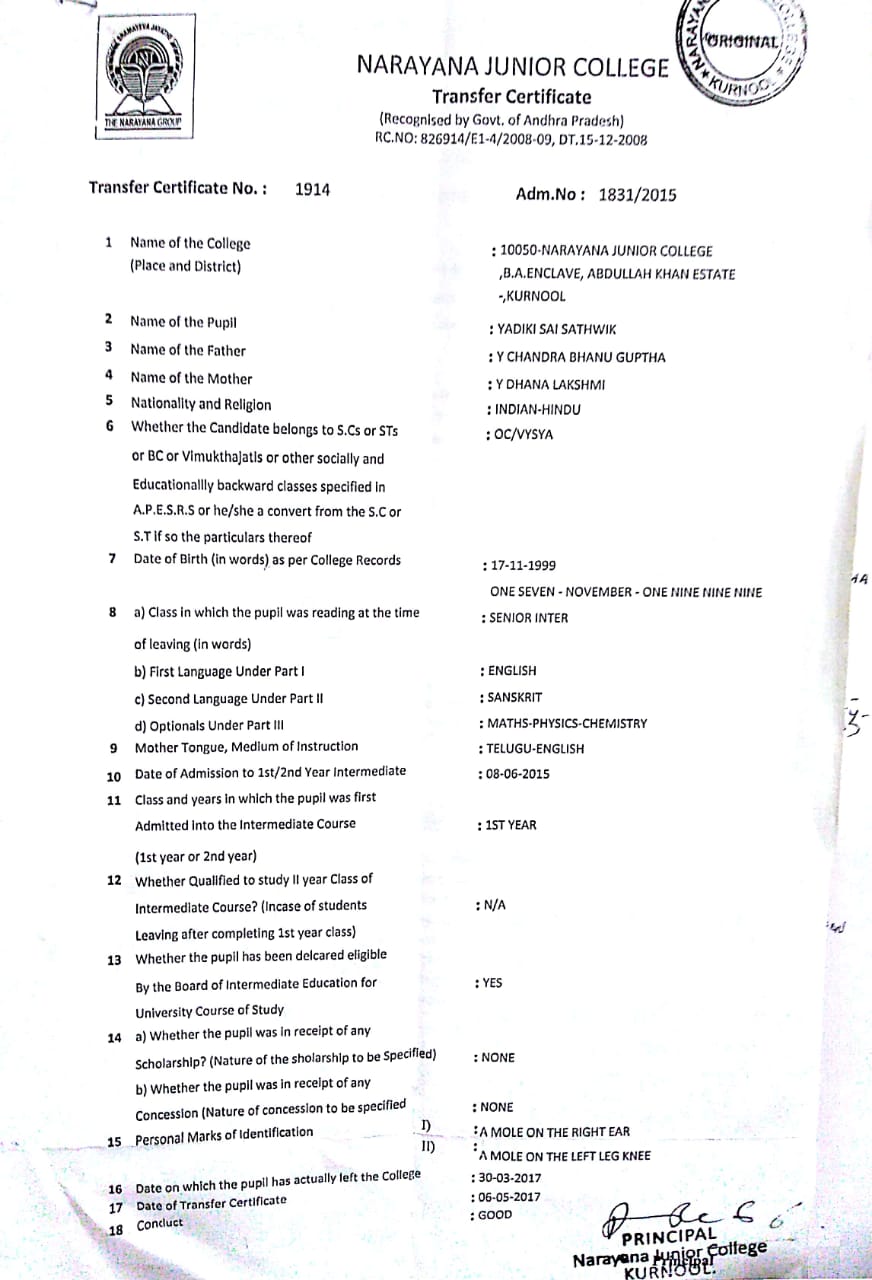 THE NARAYANA GROUP
ORIGINAL
KURNOOL
NARAYANA JUNIOR COLLEGE
Transfer Certificate
(Recognised by Govt. of Andhra Pradesh)
RC.NO: 826914/E1-4/2008-09, DT.15-12-2008
Transfer Certificate No. : 1914 Adm.No : 1831/2015
1 Name of the College : 10050-NARAYANA JUNIOR COLLEGE
(Place and District) ,B.A.ENCLAVE, ABDULLAH KHAN ESTATE
-,KURNOOL
2 Name of the Pupil : YADIKI SAI SATHWIK
3 Name of the Father : Y CHANDRA BHANU GUPTHA
4 Name of the Mother : Y DHANA LAKSHMI
5 Nationality and Religion : INDIAN-HINDU
6 Whether the Candidate belongs to S.Cs or STs : OC/VYSYA
or BC or Vimukthajatis or other socially and
Educationallly backward classes specified in
A.P.E.S.R.S or he/she a convert from the S.C or
S.T if so the particulars thereof
7 Date of Birth (in words) as per College Records : 17-11-1999
ONE SEVEN - NOVEMBER - ONE NINE NINE NINE
8 a) Class in which the pupil was reading at the time : SENIOR INTER
of leaving (in words)
b) First Language Under Part I : ENGLISH
c) Second Language Under Part II : SANSKRIT
d) Optionals Under Part III : MATHS-PHYSICS-CHEMISTRY
9 Mother Tongue, Medium of Instruction : TELUGU-ENGLISH
10 Date of Admission to 1st/2nd Year Intermediate : 08-06-2015
11 Class and years in which the pupil was first
Admitted into the Intermediate Course : 1ST YEAR
(1st year or 2nd year)
12 Whether Qualified to study II year Class of
Intermediate Course? (Incase of students : N/A
Leaving after completing 1st year class)
13 Whether the pupil has been delcared eligible
By the Board of Intermediate Education for : YES
University Course of Study
14 a) Whether the pupil was in receipt of any
Scholarship? (Nature of the sholarship to be Specified) : NONE
b) Whether the pupil was in receipt of any
Concession (Nature of concession to be specified : NONE
15 Personal Marks of Identification I) : A MOLE ON THE RIGHT EAR
II) : A MOLE ON THE LEFT LEG KNEE
16 Date on which the pupil has actually left the College : 30-03-2017
17 Date of Transfer Certificate : 06-05-2017
18 Conduct : GOOD
PRINCIPAL
Narayana Junior College
Principal
KURNOOL.